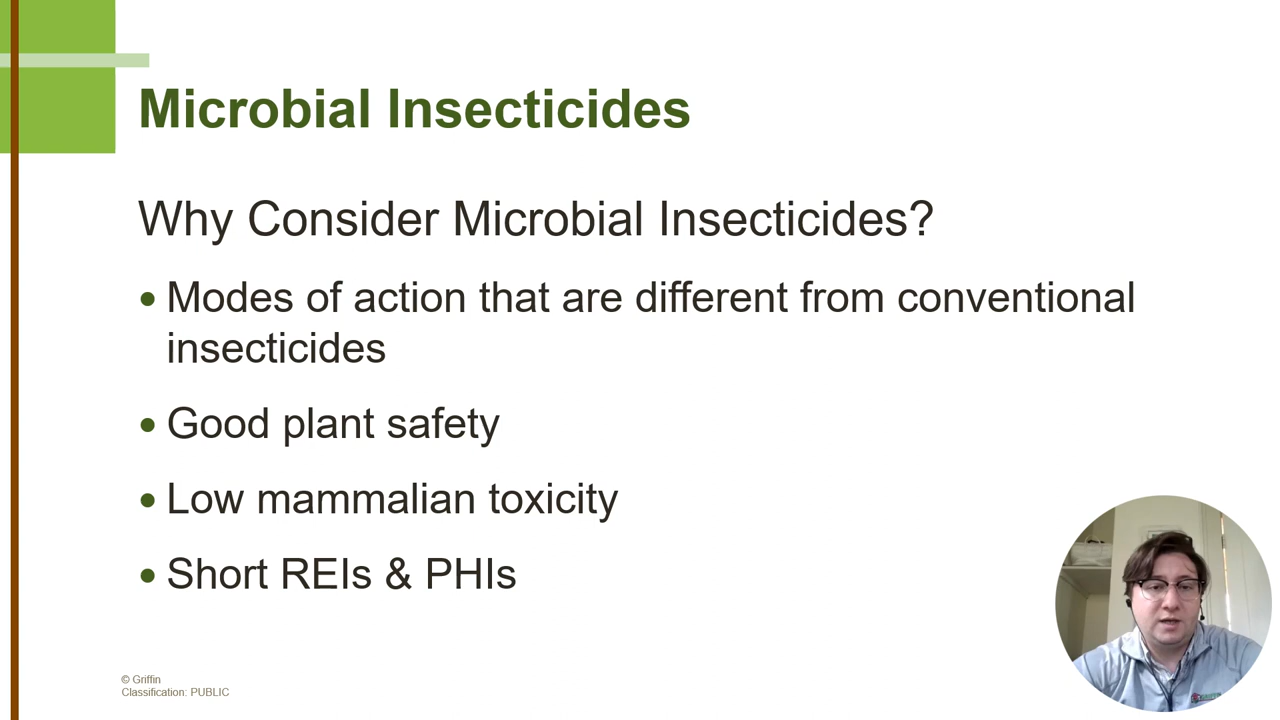 Microbial Insecticides
Why Consider Microbial Insecticides?
• Modes of action that are different from conventional
insecticides
• Good plant safety
• Low mammalian toxicity
• Short REIs & PHIs
© Griffin
Classification: PUBLIC